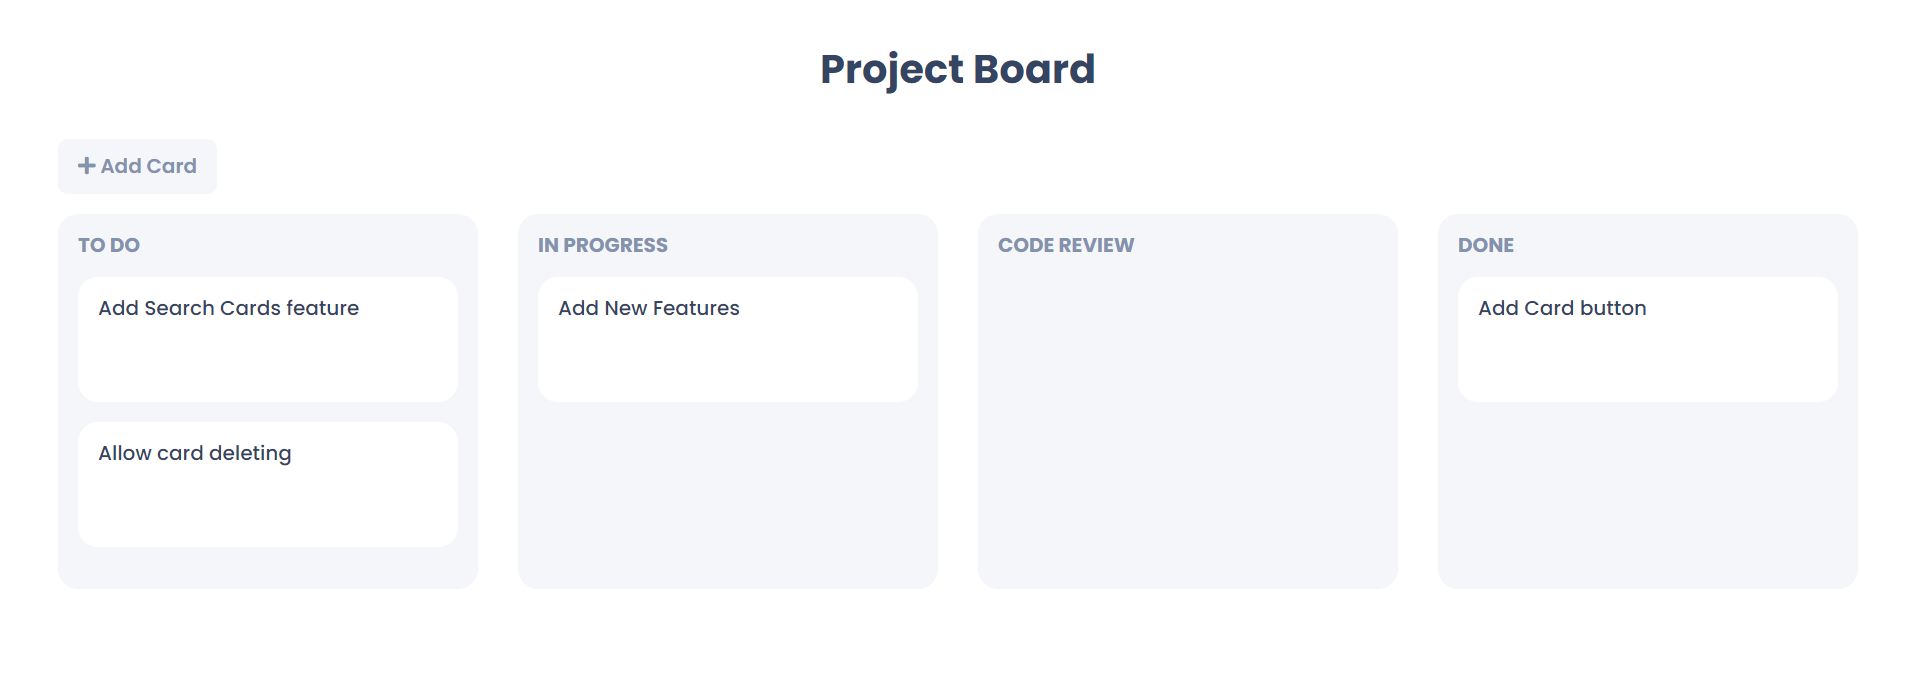 Project Board
Add Card
TO DO
Add Search Cards feature
Allow card deleting
IN PROGRESS
Add New Features
CODE REVIEW
DONE
Add Card button